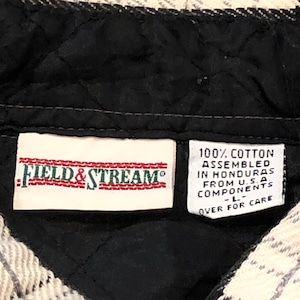 FIELD & STREAM®
100% COTTON
ASSEMBLED
IN HONDURAS
FROM U.S.A
COMPONENTS
-L-
OVER FOR CARE